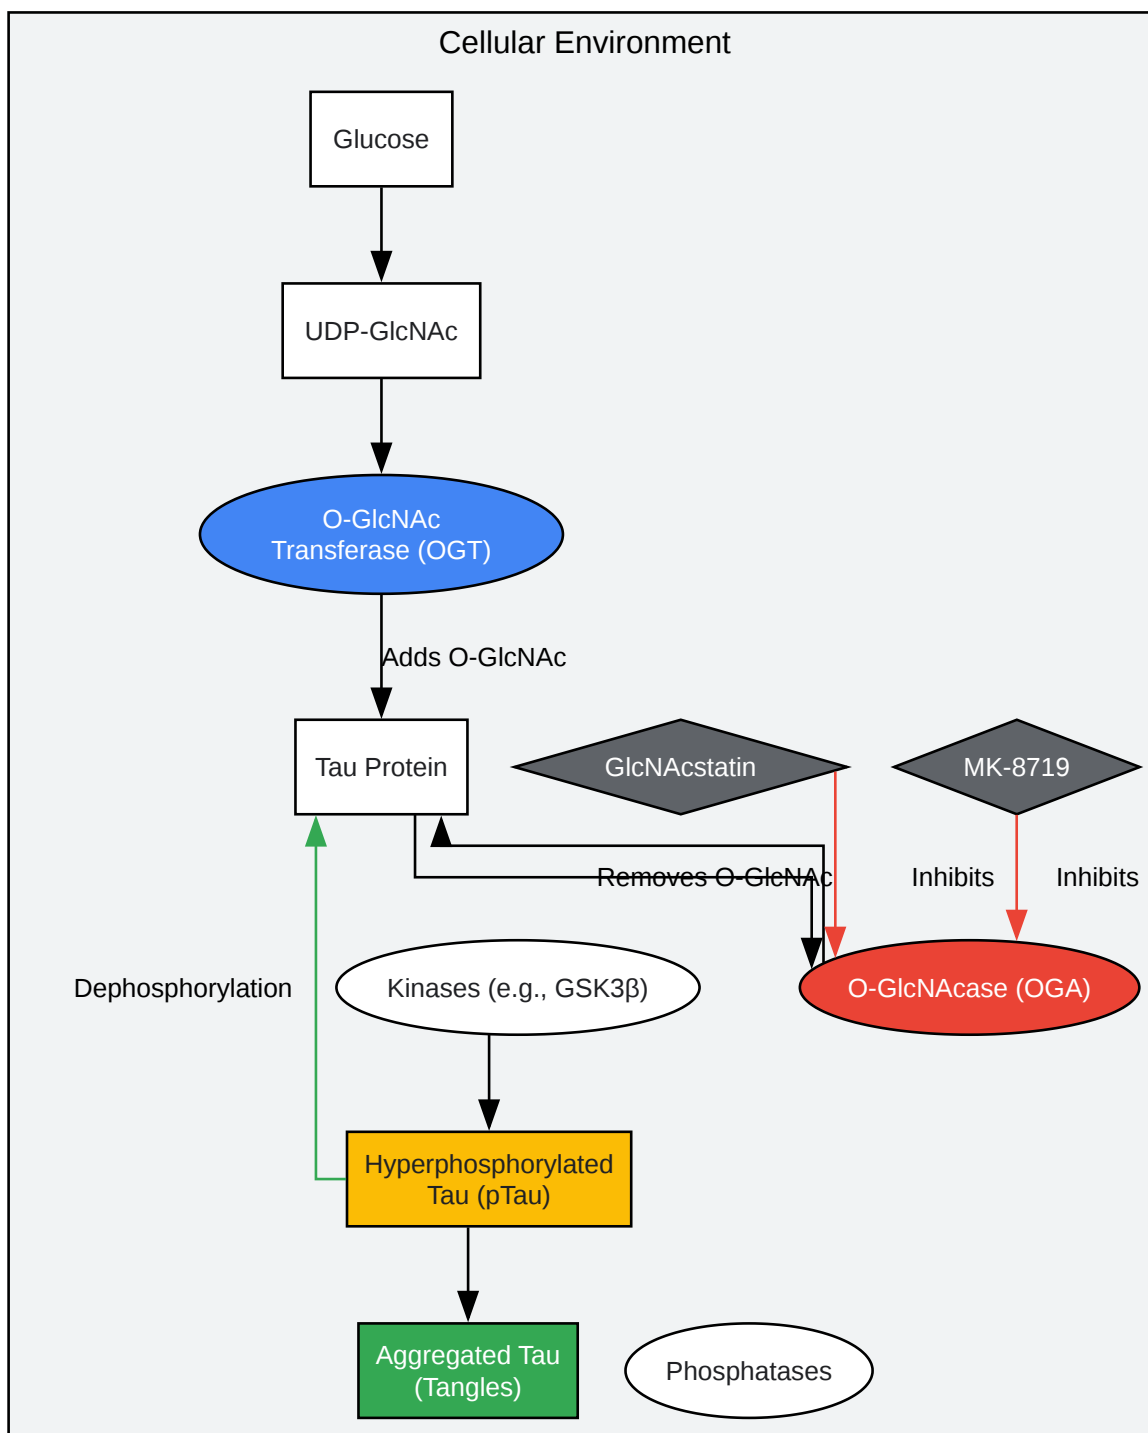 Cellular Environment
Glucose
UDP-GlcNAc
O-GlcNAc
Transferase (OGT)
Adds O-GlcNAc
Tau Protein
GlcNAcstatin
MK-8719
Removes O-GlcNAc
Inhibits
Inhibits
Dephosphorylation
Kinases (e.g., GSK3β)
O-GlcNAcase (OGA)
Hyperphosphorylated
Tau (pTau)
Aggregated Tau
(Tangles)
Phosphatases